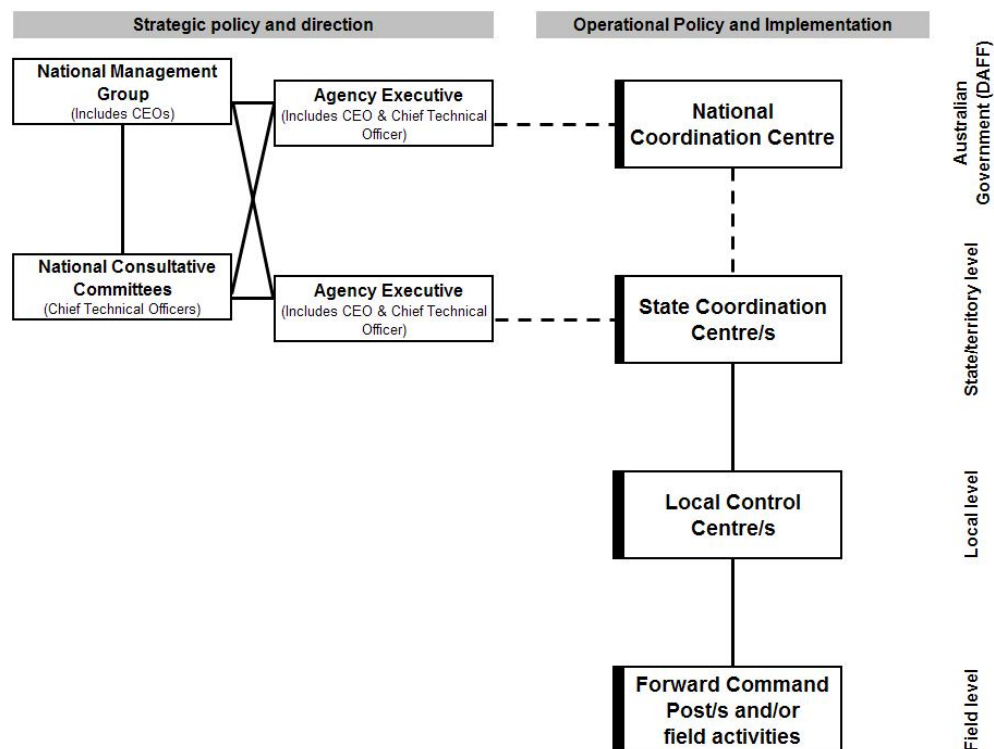 Strategic policy and direction
Operational Policy and Implementation
National Management
Group
(Includes CEOs)
Agency Executive
(Includes CEO & Chief Technical
Officer)
National
Coordination Centre
Australian
Government (DAFF)
National Consultative
Committees
(Chief Technical Officers)
Agency Executive
(Includes CEO & Chief Technical
Officer)
State Coordination
Centre/s
State/territory level
Local Control
Centre/s
Local level
Forward Command
Post/s and/or
field activities
Field level